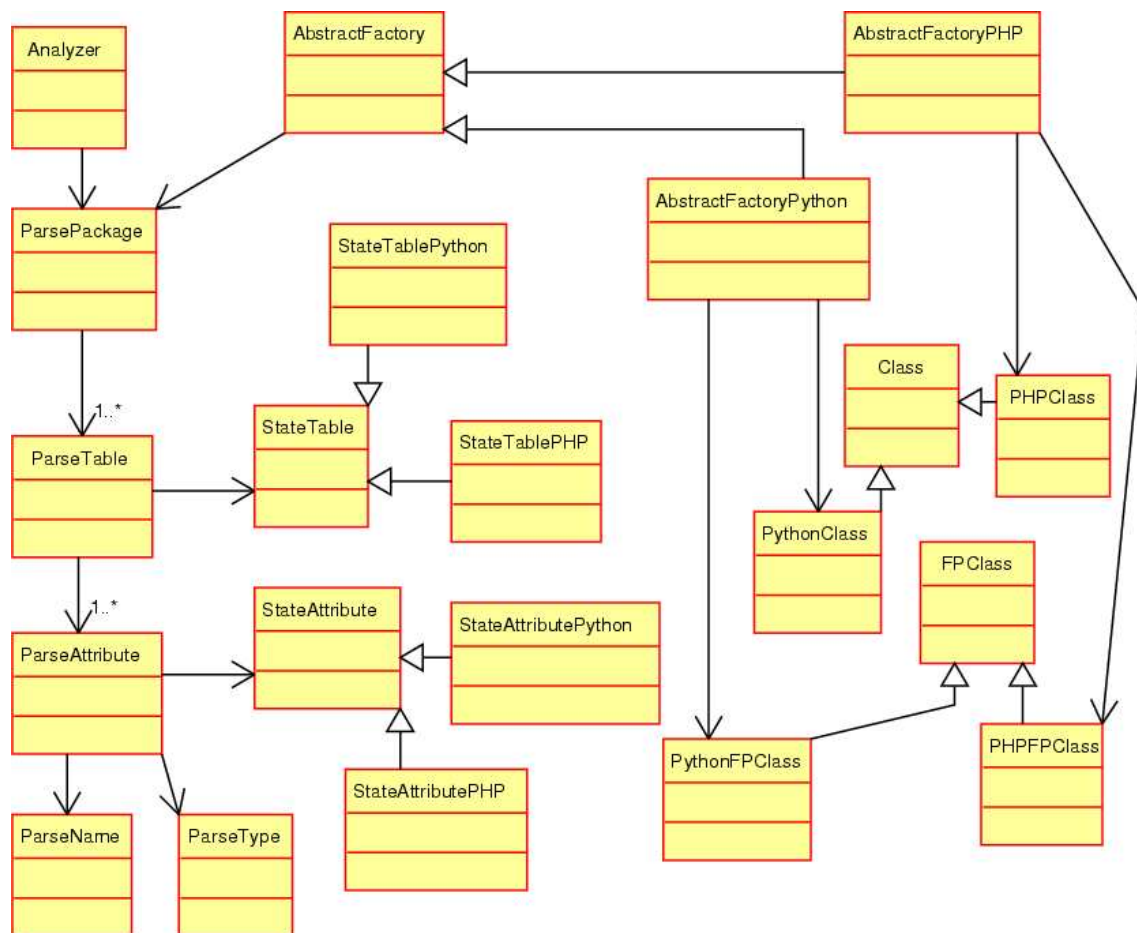 Analyzer
AbstractFactory
AbstractFactoryPHP
AbstractFactoryPython
ParsePackage
StateTablePython
Class
PHPClass
1..*
StateTable
StateTablePHP
ParseTable
PythonClass
FPClass
1..*
StateAttribute
StateAttributePython
ParseAttribute
PythonFPClass
PHPFPClass
StateAttributePHP
ParseName
ParseType